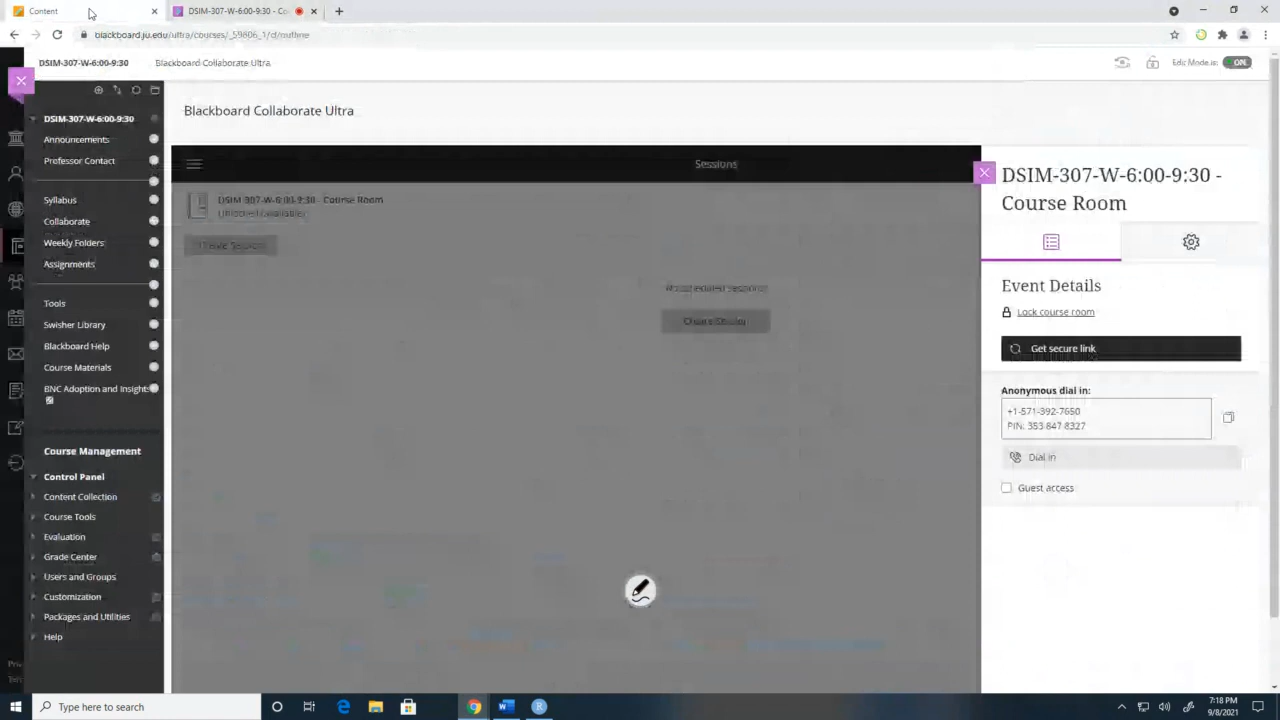 Content
DSIM-307-W-6:00-9:30 - Co
blackboard.ju.edu/ultra/courses/_59806_1/cl/outline
DSIM-307-W-6:00-9:30
Blackboard Collaborate Ultra
Edit Mode is:
ON
DSIM-307-W-6:00-9:30
Announcements
Professor Contact
Syllabus
Collaborate
Weekly Folders
Assignments
Tools
Swisher Library
Blackboard Help
Course Materials
BNC Adoption and Insights
Course Management
Control Panel
Content Collection
Course Tools
Evaluation
Grade Center
Users and Groups
Customization
Packages and Utilities
Help
Blackboard Collaborate Ultra
Sessions
DSIM-307-W-6:00-9:30 - Course Room
Unlocked (available)
Create Session
Create Session
DSIM-307-W-6:00-9:30 -
Course Room
Event Details
Lock course room
Get secure link
Anonymous dial in:
+1-571-392-7650
PIN: 353 847 8327
Dial in
Guest access
Type here to search
7:18 PM
9/8/2021